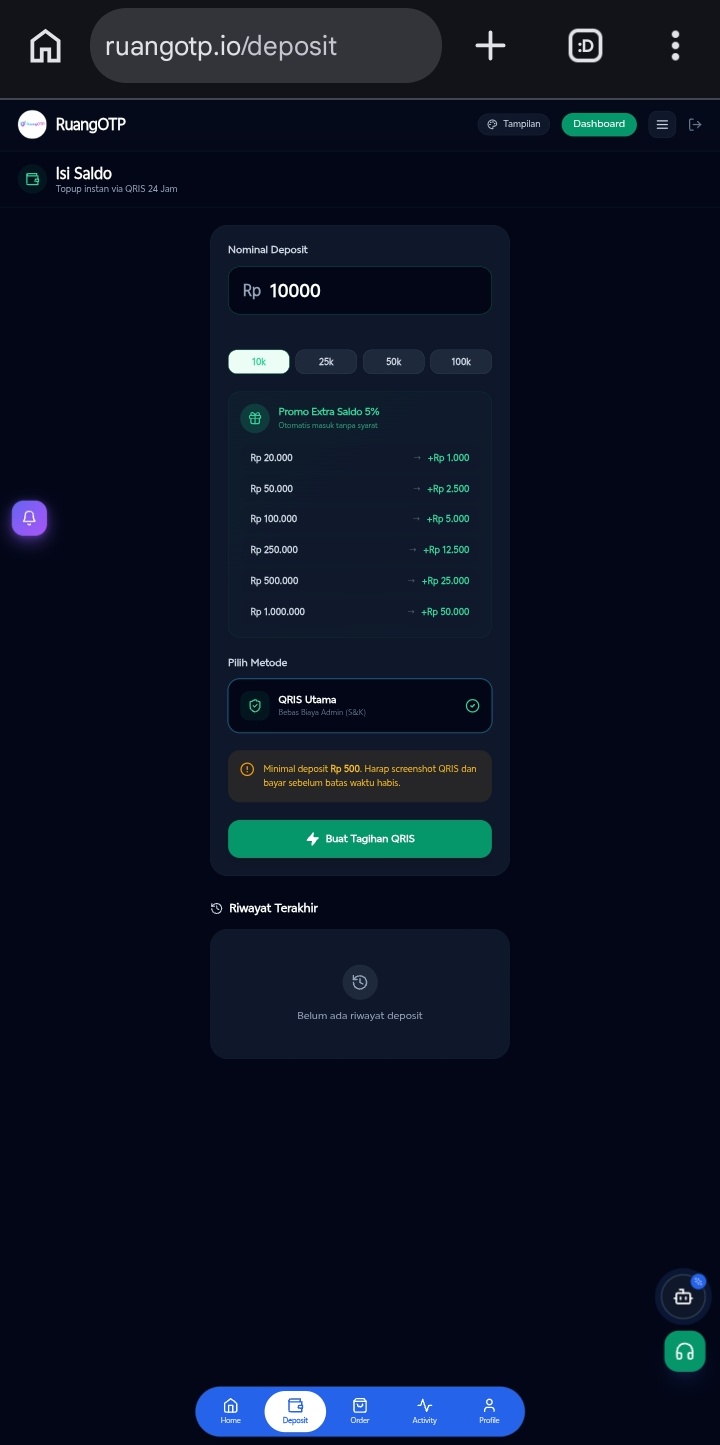 ruangotp.io/deposit
:D
RuangOTP
Tampilan
Dashboard
Isi Saldo
Topup instan via QRIS 24 Jam
Nominal Deposit
Rp 10000
10k 25k 50k 100k
Promo Extra Saldo 5%
Otomatis masuk tanpa syarat
Rp 20.000 → +Rp 1.000
Rp 50.000 → +Rp 2.500
Rp 100.000 → +Rp 5.000
Rp 250.000 → +Rp 12.500
Rp 500.000 → +Rp 25.000
Rp 1.000.000 → +Rp 50.000
Pilih Metode
QRIS Utama
Bebas Biaya Admin (S&K)
Minimal deposit Rp 500. Harap screenshot QRIS dan
bayar sebelum batas waktu habis.
Buat Tagihan QRIS
Riwayat Terakhir
Belum ada riwayat deposit
Home Deposit Order Activity Profile